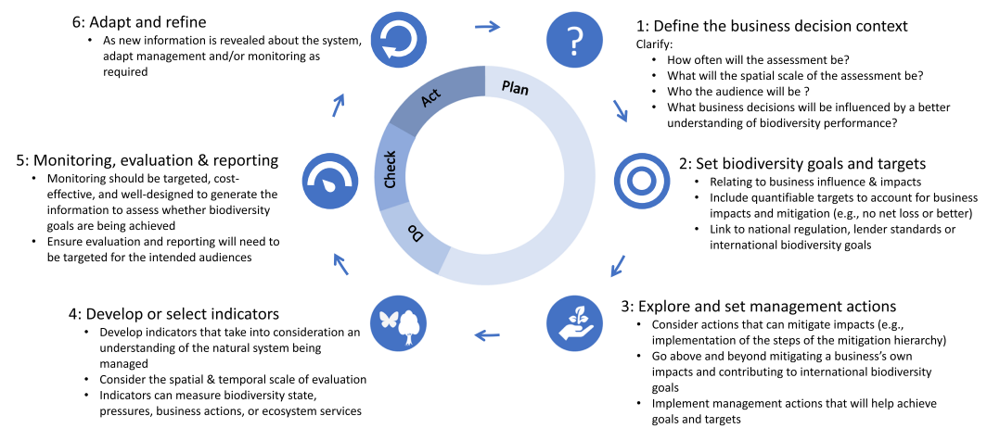 6: Adapt and refine
• As new information is revealed about the system,
adapt management and/or monitoring as
required
?
1: Define the business decision context
Clarify:
• How often will the assessment be?
• What will the spatial scale of the assessment be?
• Who the audience will be ?
• What business decisions will be influenced by a better
understanding of biodiversity performance?
Act
Plan
Check
Do
5: Monitoring, evaluation & reporting
• Monitoring should be targeted, cost-
effective, and well-designed to generate the
information to assess whether biodiversity
goals are being achieved
• Ensure evaluation and reporting will need to
be targeted for the intended audiences
2: Set biodiversity goals and targets
• Relating to business influence & impacts
• Include quantifiable targets to account for business
impacts and mitigation (e.g., no net loss or better)
• Link to national regulation, lender standards or
international biodiversity goals
4: Develop or select indicators
• Develop indicators that take into consideration an
understanding of the natural system being
managed
• Consider the spatial & temporal scale of evaluation
• Indicators can measure biodiversity state,
pressures, business actions, or ecosystem services
3: Explore and set management actions
• Consider actions that can mitigate impacts (e.g.,
implementation of the steps of the mitigation hierarchy)
• Go above and beyond mitigating a business's own
impacts and contributing to international biodiversity
goals
• Implement management actions that will help achieve
goals and targets